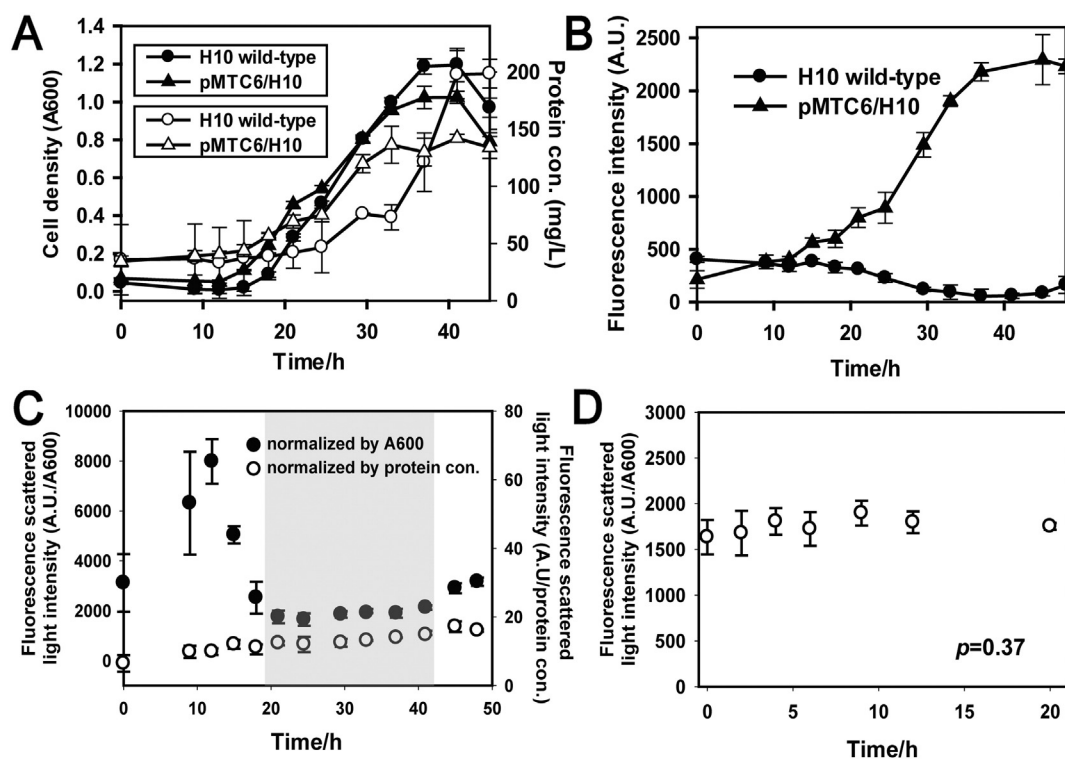 A
H10 wild-type
pMTC6/H10
H10 wild-type
pMTC6/H10
Cell density (A600)
1.4
1.2
1.0
0.8
0.6
0.4
0.2
0.0
Protein con. (mg/L)
200
150
100
50
0
0 10 20 30 40
Time/h
B
H10 wild-type
pMTC6/H10
Fluorescence intensity (A.U.)
2500
2000
1500
1000
500
0
0 10 20 30 40
Time/h
C
normalized by A600
normalized by protein con.
Fluorescence scattered
light intensity (A.U./A600)
10000
8000
6000
4000
2000
0
Fluorescence scattered
light intensity (A.U/protein con.)
80
60
40
20
0
0 10 20 30 40 50
Time/h
D
Fluorescence scattered
light intensity (A.U./A600)
3000
2500
2000
1500
1000
500
0
p=0.37
0 5 10 15 20
Time/h